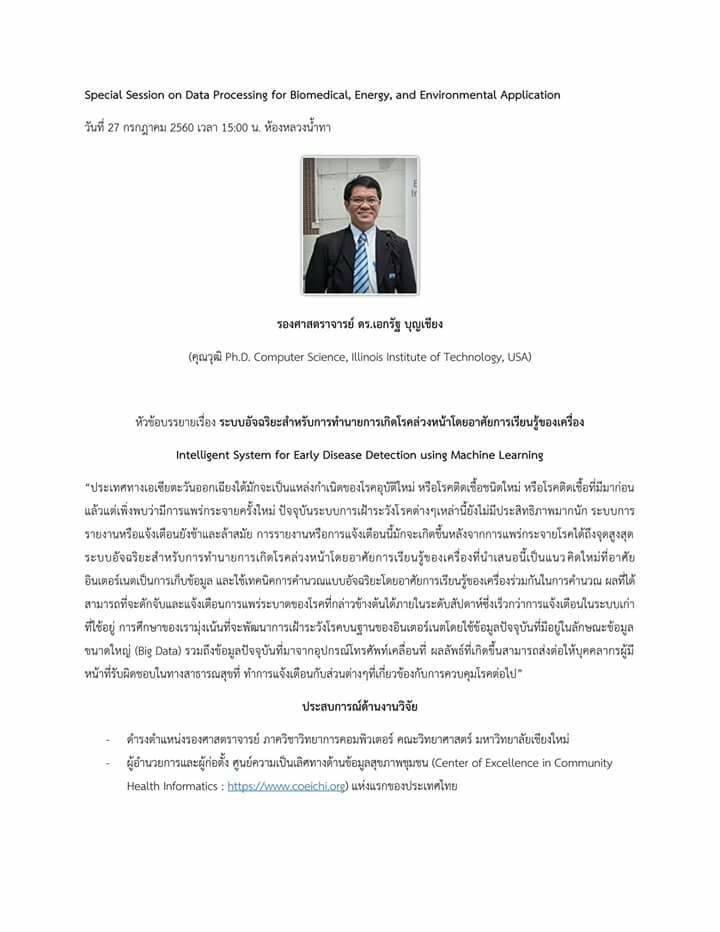 Special Session on Data Processing for Biomedical, Energy, and Environmental Application
วันที่ 27 กรกฎาคม 2560 เวลา 15:00 น. ห้องหลวงน้ำทา
รองศาสตราจารย์ ดร.เอกรัฐ บุญเชียง
(คุณวุฒิ Ph.D. Computer Science, Illinois Institute of Technology, USA)
หัวข้อบรรยายเรื่อง ระบบอัจฉริยะสำหรับการทำนายการเกิดโรคล่วงหน้าโดยอาศัยการเรียนรู้ของเครื่อง
Intelligent System for Early Disease Detection using Machine Learning
“ประเทศทางเอเซียตะวันออกเฉียงใต้มักจะเป็นแหล่งกำเนิดของโรคอุบัติใหม่ หรือโรคติดเชื้อชนิดใหม่ หรือโรคติดเชื้อที่มีมาก่อน
แล้วแต่เพิ่งพบว่ามีการแพร่กระจายครั้งใหม่ ปัจจุบันระบบการเฝ้าระวังโรคต่างๆเหล่านี้ยังไม่มีประสิทธิภาพมากนัก ระบบการ
รายงานหรือแจ้งเตือนยังช้าและล้าสมัย การรายงานหรือการแจ้งเตือนนี้มักจะเกิดขึ้นหลังจากการแพร่กระจายโรคได้ถึงจุดสูงสุด
ระบบอัจฉริยะสำหรับการทำนายการเกิดโรคล่วงหน้าโดยอาศัยการเรียนรู้ของเครื่องที่นำเสนอนี้เป็นแนวคิดใหม่ที่อาศัย
อินเตอร์เนตเป็นการเก็บข้อมูล และใช้เทคนิคการคำนวณแบบอัจฉริยะโดยอาศัยการเรียนรู้ของเครื่องร่วมกันในการคำนวณ ผลที่ได้
สามารถที่จะดักจับและแจ้งเตือนการแพร่ระบาดของโรคที่กล่าวข้างต้นได้ภายในระดับสัปดาห์ซึ่งเร็วกว่าการแจ้งเตือนในระบบเก่า
ที่ใช้อยู่ การศึกษาของเรามุ่งเน้นที่จะพัฒนาการเฝ้าระวังโรคบนฐานของอินเตอร์เนตโดยใช้ข้อมูลปัจจุบันที่มีอยู่ในลักษณะข้อมูล
ขนาดใหญ่ (Big Data) รวมถึงข้อมูลปัจจุบันที่มาจากอุปกรณ์โทรศัพท์เคลื่อนที่ ผลลัพธ์ที่เกิดขึ้นสามารถส่งต่อให้บุคคลากรผู้มี
หน้าที่รับผิดชอบในทางสาธารณสุขที่ ทำการแจ้งเตือนกับส่วนต่างๆที่เกี่ยวข้องกับการควบคุมโรคต่อไป”
ประสบการณ์ด้านงานวิจัย
- ดำรงตำแหน่งรองศาสตราจารย์ ภาควิชาวิทยาการคอมพิวเตอร์ คณะวิทยาศาสตร์ มหาวิทยาลัยเชียงใหม่
- ผู้อำนวยการและผู้ก่อตั้ง ศูนย์ความเป็นเลิศทางด้านข้อมูลสุขภาพชุมชน (Center of Excellence in Community
Health Informatics : https://www.coeichi.org) แห่งแรกของประเทศไทย